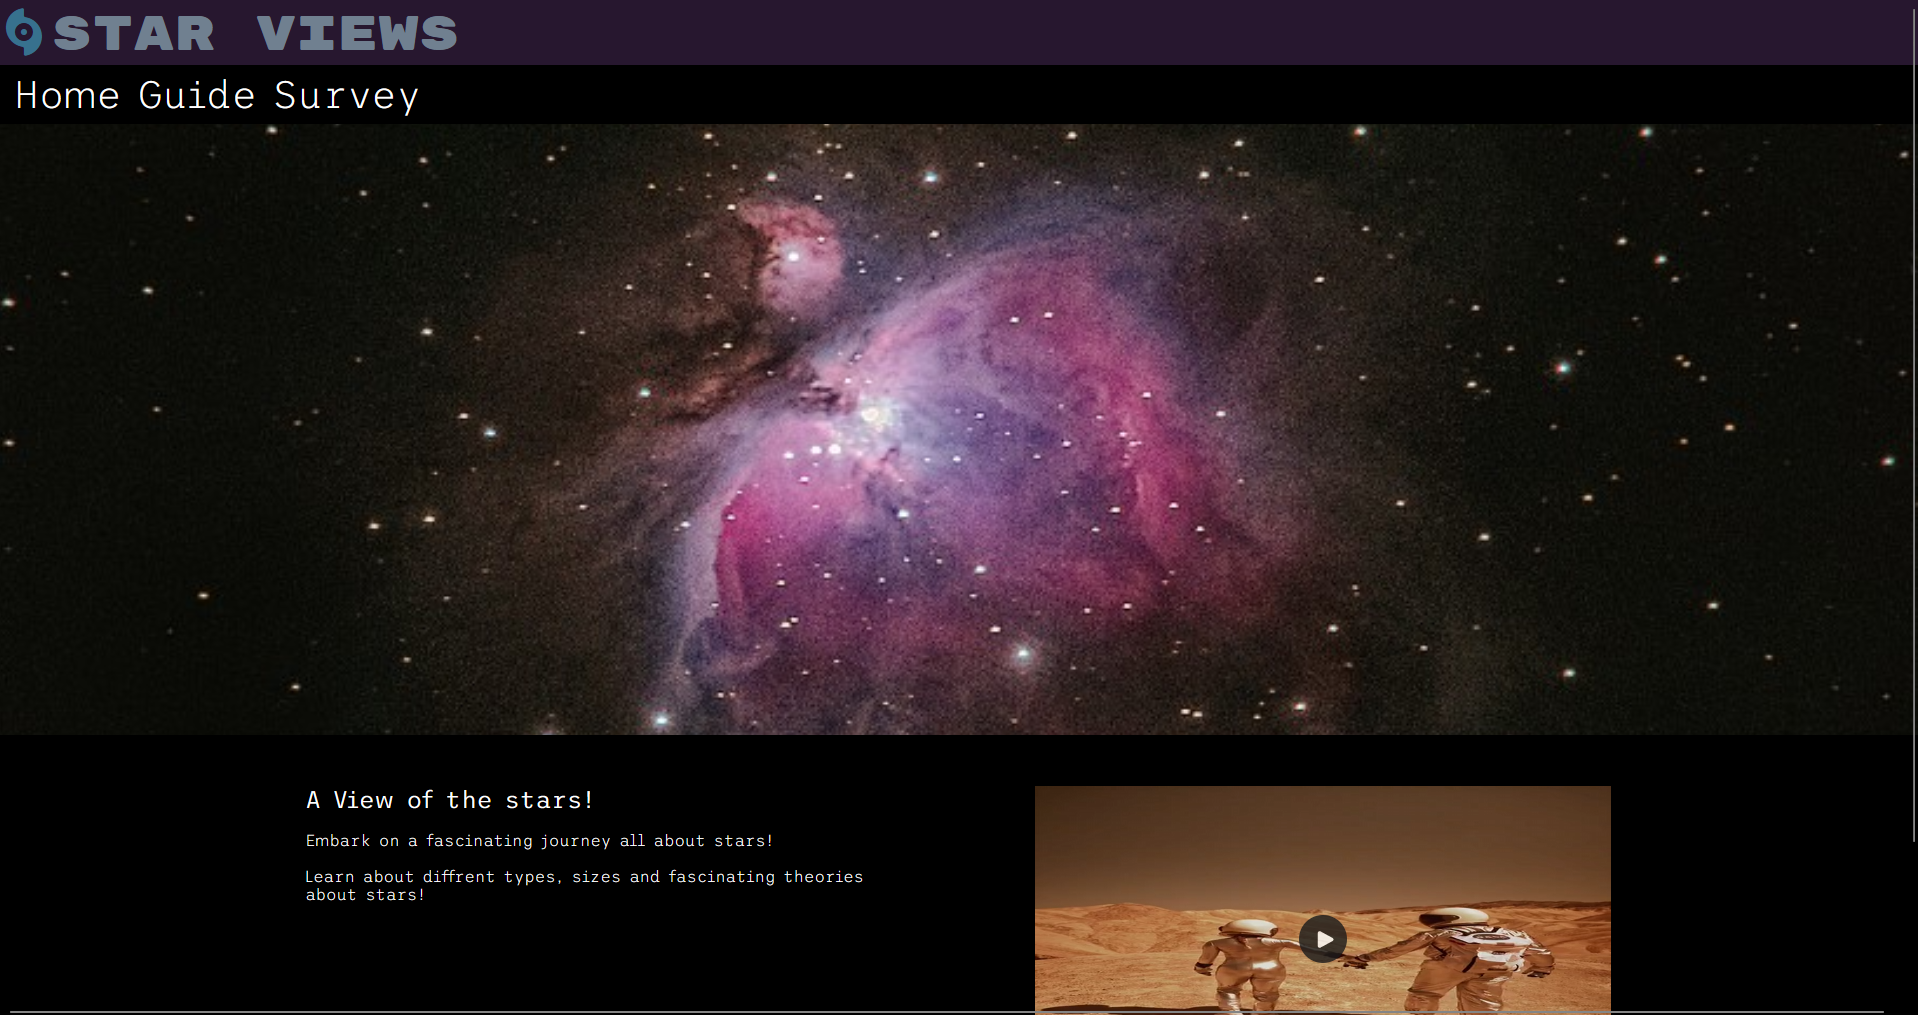 STAR VIEWS
Home Guide Survey
A View of the stars!
Embark on a fascinating journey all about stars!
Learn about diffrent types, sizes and fascinating theories
about stars!